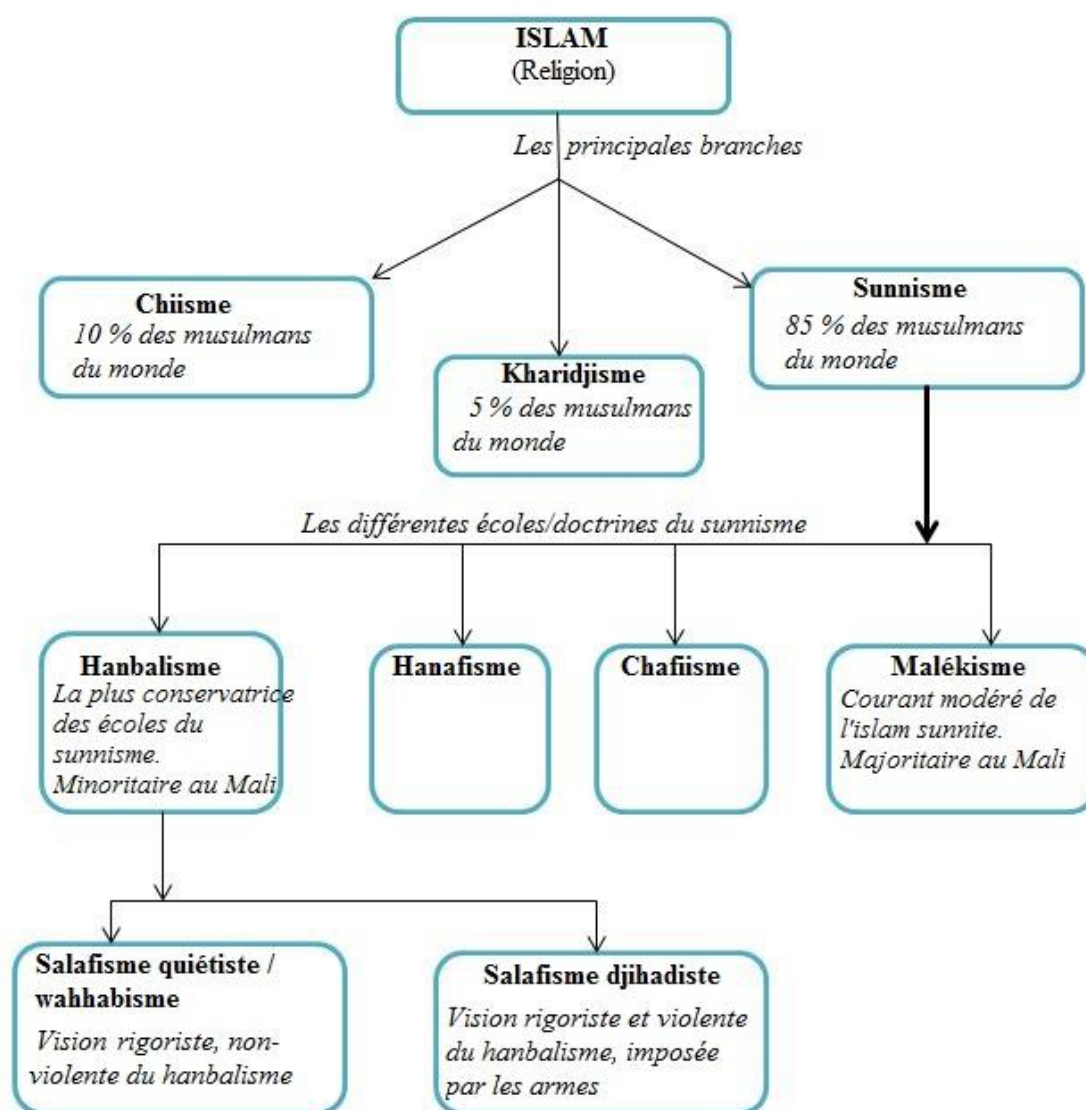 ISLAM
(Religion)
Les principales branches
Chiisme
10 % des musulmans
du monde
Kharidjisme
5 % des musulmans
du monde
Sunnisme
85 % des musulmans
du monde
Les différentes écoles/doctrines du sunnisme
Hanbalisme
La plus conservatrice
des écoles du
sunnisme.
Minoritaire au Mali
Hanafisme
Chafiisme
Malékisme
Courant modéré de
l'islam sunnite.
Majoritaire au Mali
Salafisme quiétiste /
wahhabisme
Vision rigoriste, non-
violente du hanbalisme
Salafisme djihadiste
Vision rigoriste et violente
du hanbalisme, imposée
par les armes